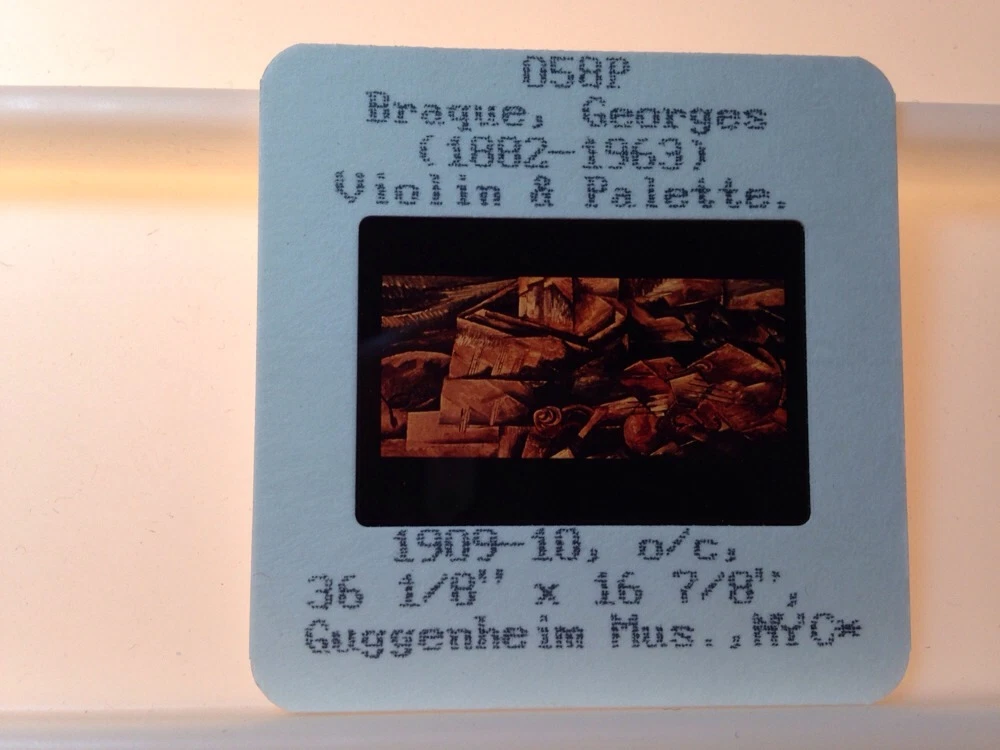 058P
Braque, Georges
(1882-1963)
Violin & Palette.
1909-10, o/c,
36 1/8" x 16 7/8",
Guggenheim Mus.,NYC*